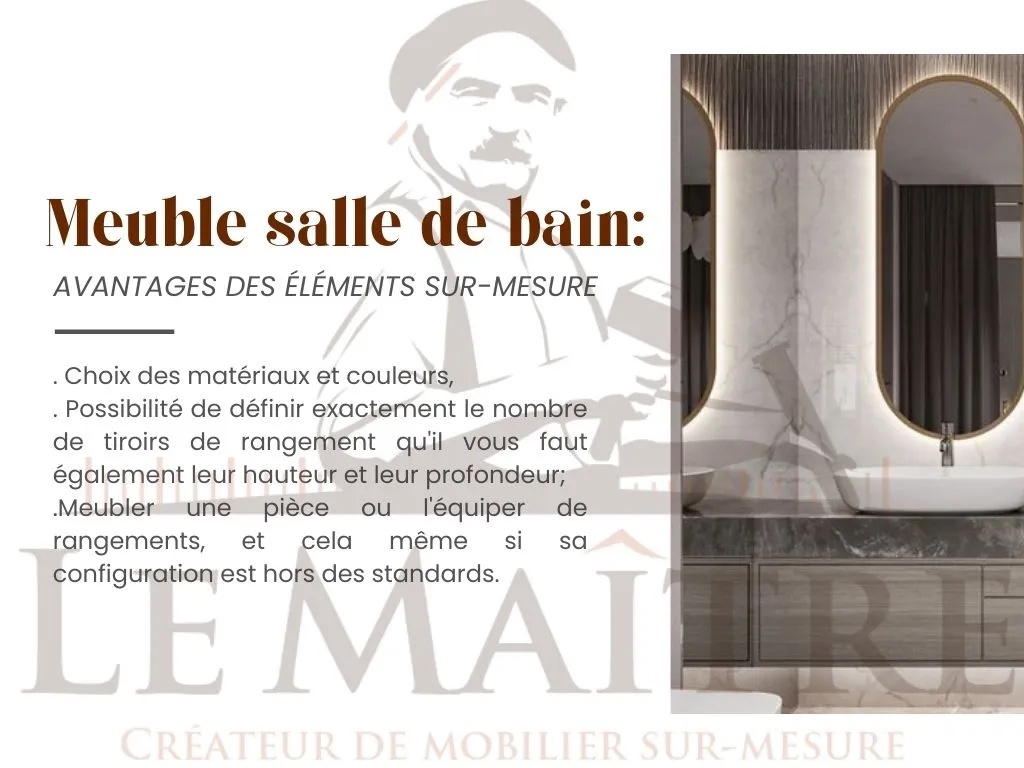 Meuble salle de bain:
AVANTAGES DES ÉLÉMENTS SUR-MESURE
. Choix des matériaux et couleurs,
. Possibilité de définir exactement le nombre
de tiroirs de rangement qu'il vous faut
également leur hauteur et leur profondeur;
.Meubler une pièce ou l'équiper de
rangements, et cela même si sa
configuration est hors des standards.
LE MAÎTRE
CRÉATEUR DE MOBILIER SUR-MESURE